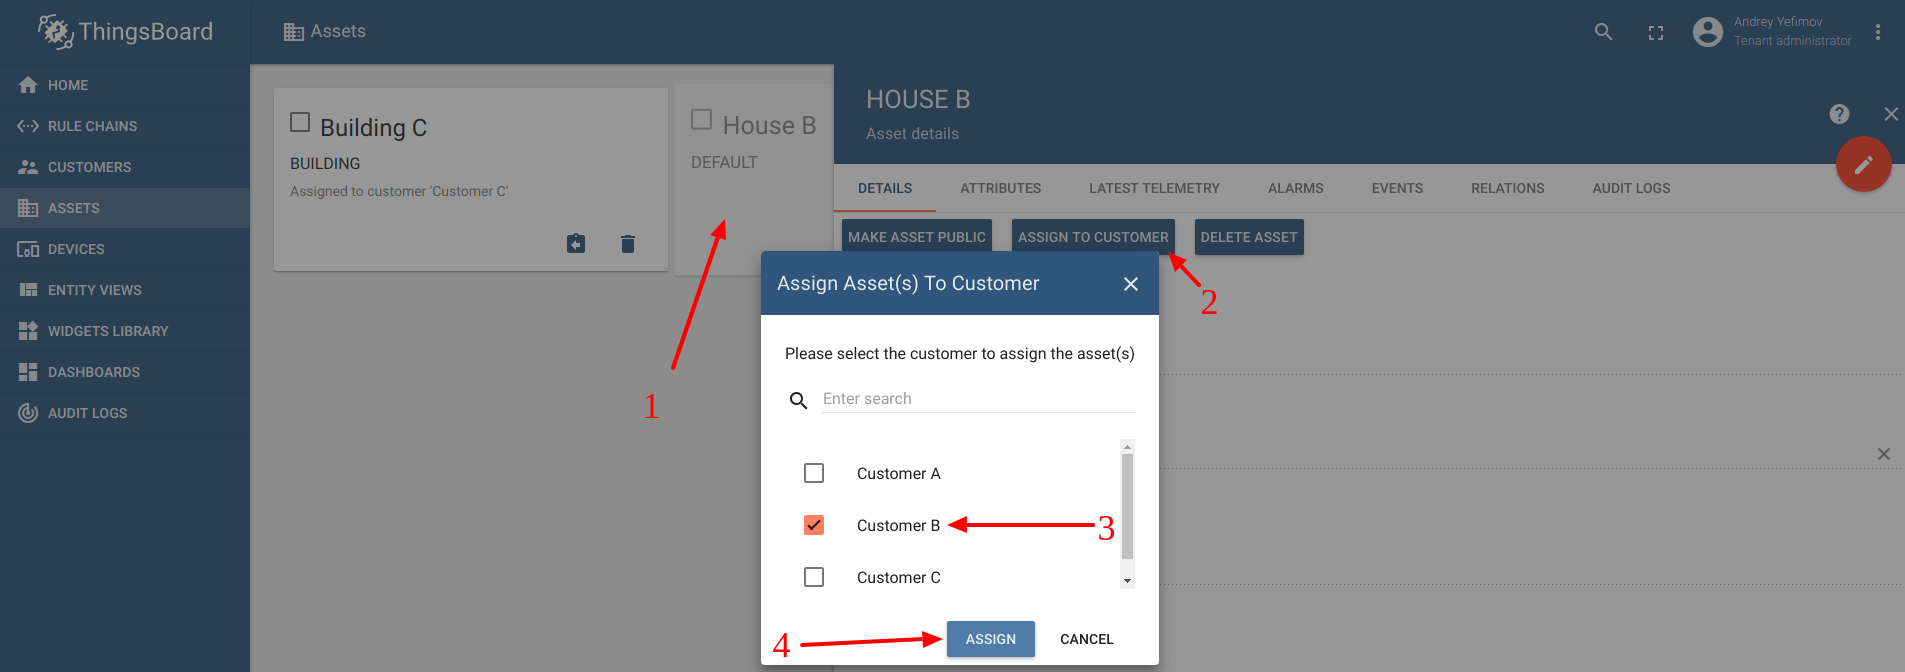 ThingsBoard
Assets
Andrey Yefimov
Tenant administrator
HOME
RULE CHAINS
CUSTOMERS
ASSETS
DEVICES
ENTITY VIEWS
WIDGETS LIBRARY
DASHBOARDS
AUDIT LOGS
Building C
BUILDING
Assigned to customer 'Customer C'
House B
DEFAULT
HOUSE B
Asset details
?
DETAILS ATTRIBUTES LATEST TELEMETRY ALARMS EVENTS RELATIONS AUDIT LOGS
MAKE ASSET PUBLIC ASSIGN TO CUSTOMER DELETE ASSET
1
2
Assign Asset(s) To Customer
Please select the customer to assign the asset(s)
Enter search
Customer A
Customer B
3
Customer C
4
ASSIGN CANCEL